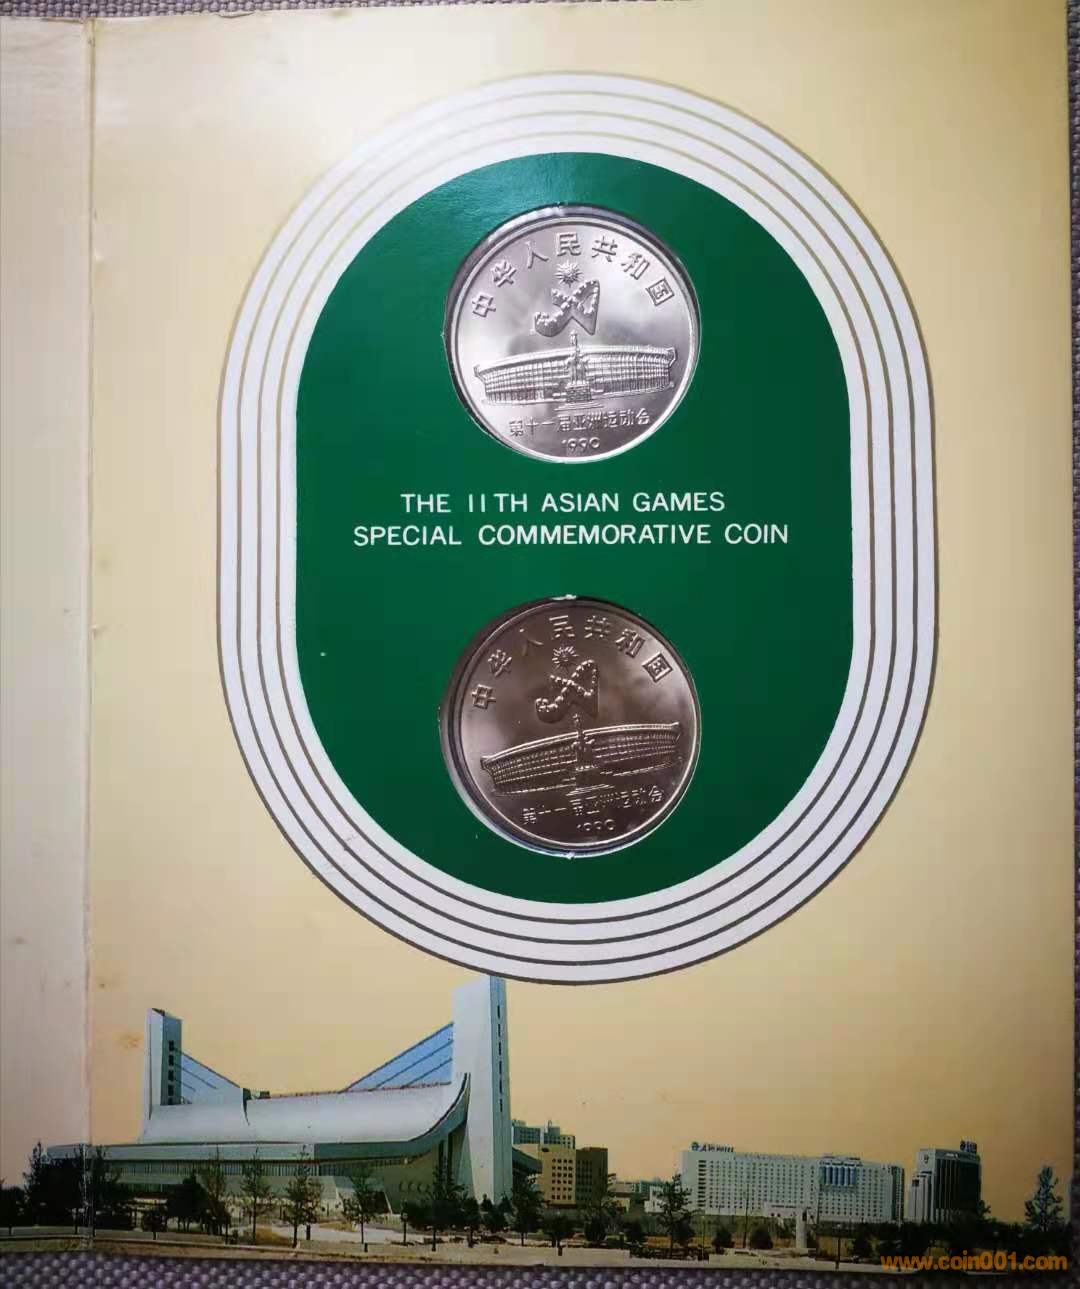 中华人民共和国
第十一届亚洲运动会
1990
THE 11TH ASIAN GAMES
SPECIAL COMMEMORATIVE COIN
中华人民共和国
第十一届亚洲运动会
1990
www.coin001.com